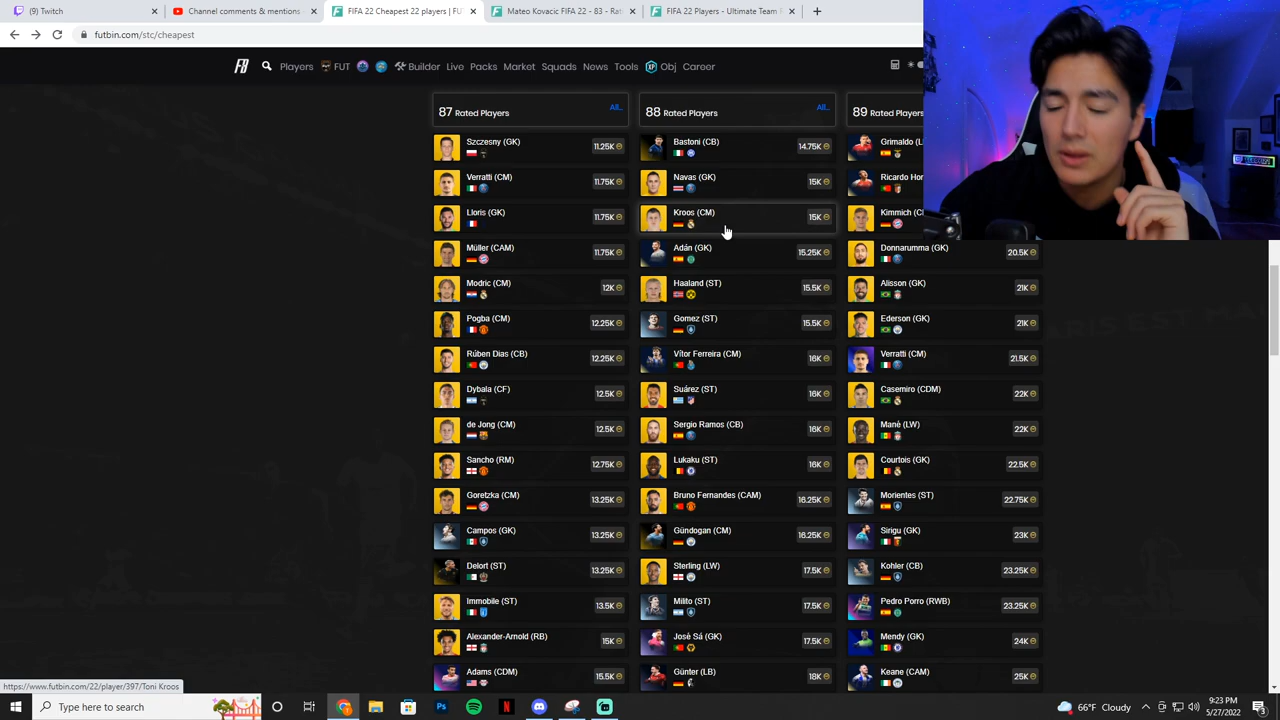 (9) Twitch
Channel comments & mentions
FIFA 22 Cheapest 22 players | FU
Mateo Kovacic FIFA 22 - 83 - Rat
FIFA 22 Players - Ultimate Team
futbin.com/stc/cheapest
FB Players FUT Builder Live Packs Market Squads News Tools XP Obj Career
87 Rated Players All..
Szczesny (GK) 11.25K
Verratti (CM) 11.75K
Lloris (GK) 11.75K
Müller (CAM) 11.75K
Modric (CM) 12K
Pogba (CM) 12.25K
Rúben Dias (CB) 12.25K
Dybala (CF) 12.5K
de Jong (CM) 12.5K
Sancho (RM) 12.75K
Goretzka (CM) 13.25K
Campos (GK) 13.25K
Delort (ST) 13.25K
Immobile (ST) 13.5K
Alexander-Arnold (RB) 15K
Adams (CDM) 15.5K
88 Rated Players All..
Bastoni (CB) 14.75K
Navas (GK) 15K
Kroos (CM) 15K
Adán (GK) 15.25K
Haaland (ST) 15.5K
Gomez (ST) 15.5K
Vítor Ferreira (CM) 16K
Suárez (ST) 16K
Sergio Ramos (CB) 16K
Lukaku (ST) 16K
Bruno Fernandes (CAM) 16.25K
Gündogan (CM) 16.25K
Sterling (LW) 17.5K
Milito (ST) 17.5K
José Sá (GK) 17.5K
Günter (LB) 18K
89 Rated Players
Grimaldo (L
Ricardo Hor
Kimmich (C
Donnarumma (GK) 20.5K
Alisson (GK) 21K
Ederson (GK) 21K
Verratti (CM) 21.5K
Casemiro (CDM) 22K
Mané (LW) 22K
Courtois (GK) 22.5K
Morientes (ST) 22.75K
Sirigu (GK) 23K
Kohler (CB) 23.25K
Pedro Porro (RWB) 23.25K
Mendy (GK) 24K
Keane (CAM) 25K
https://www.futbin.com/22/player/397/Toni Kroos
Type here to search
66°F Cloudy
9:23 PM
5/27/2022